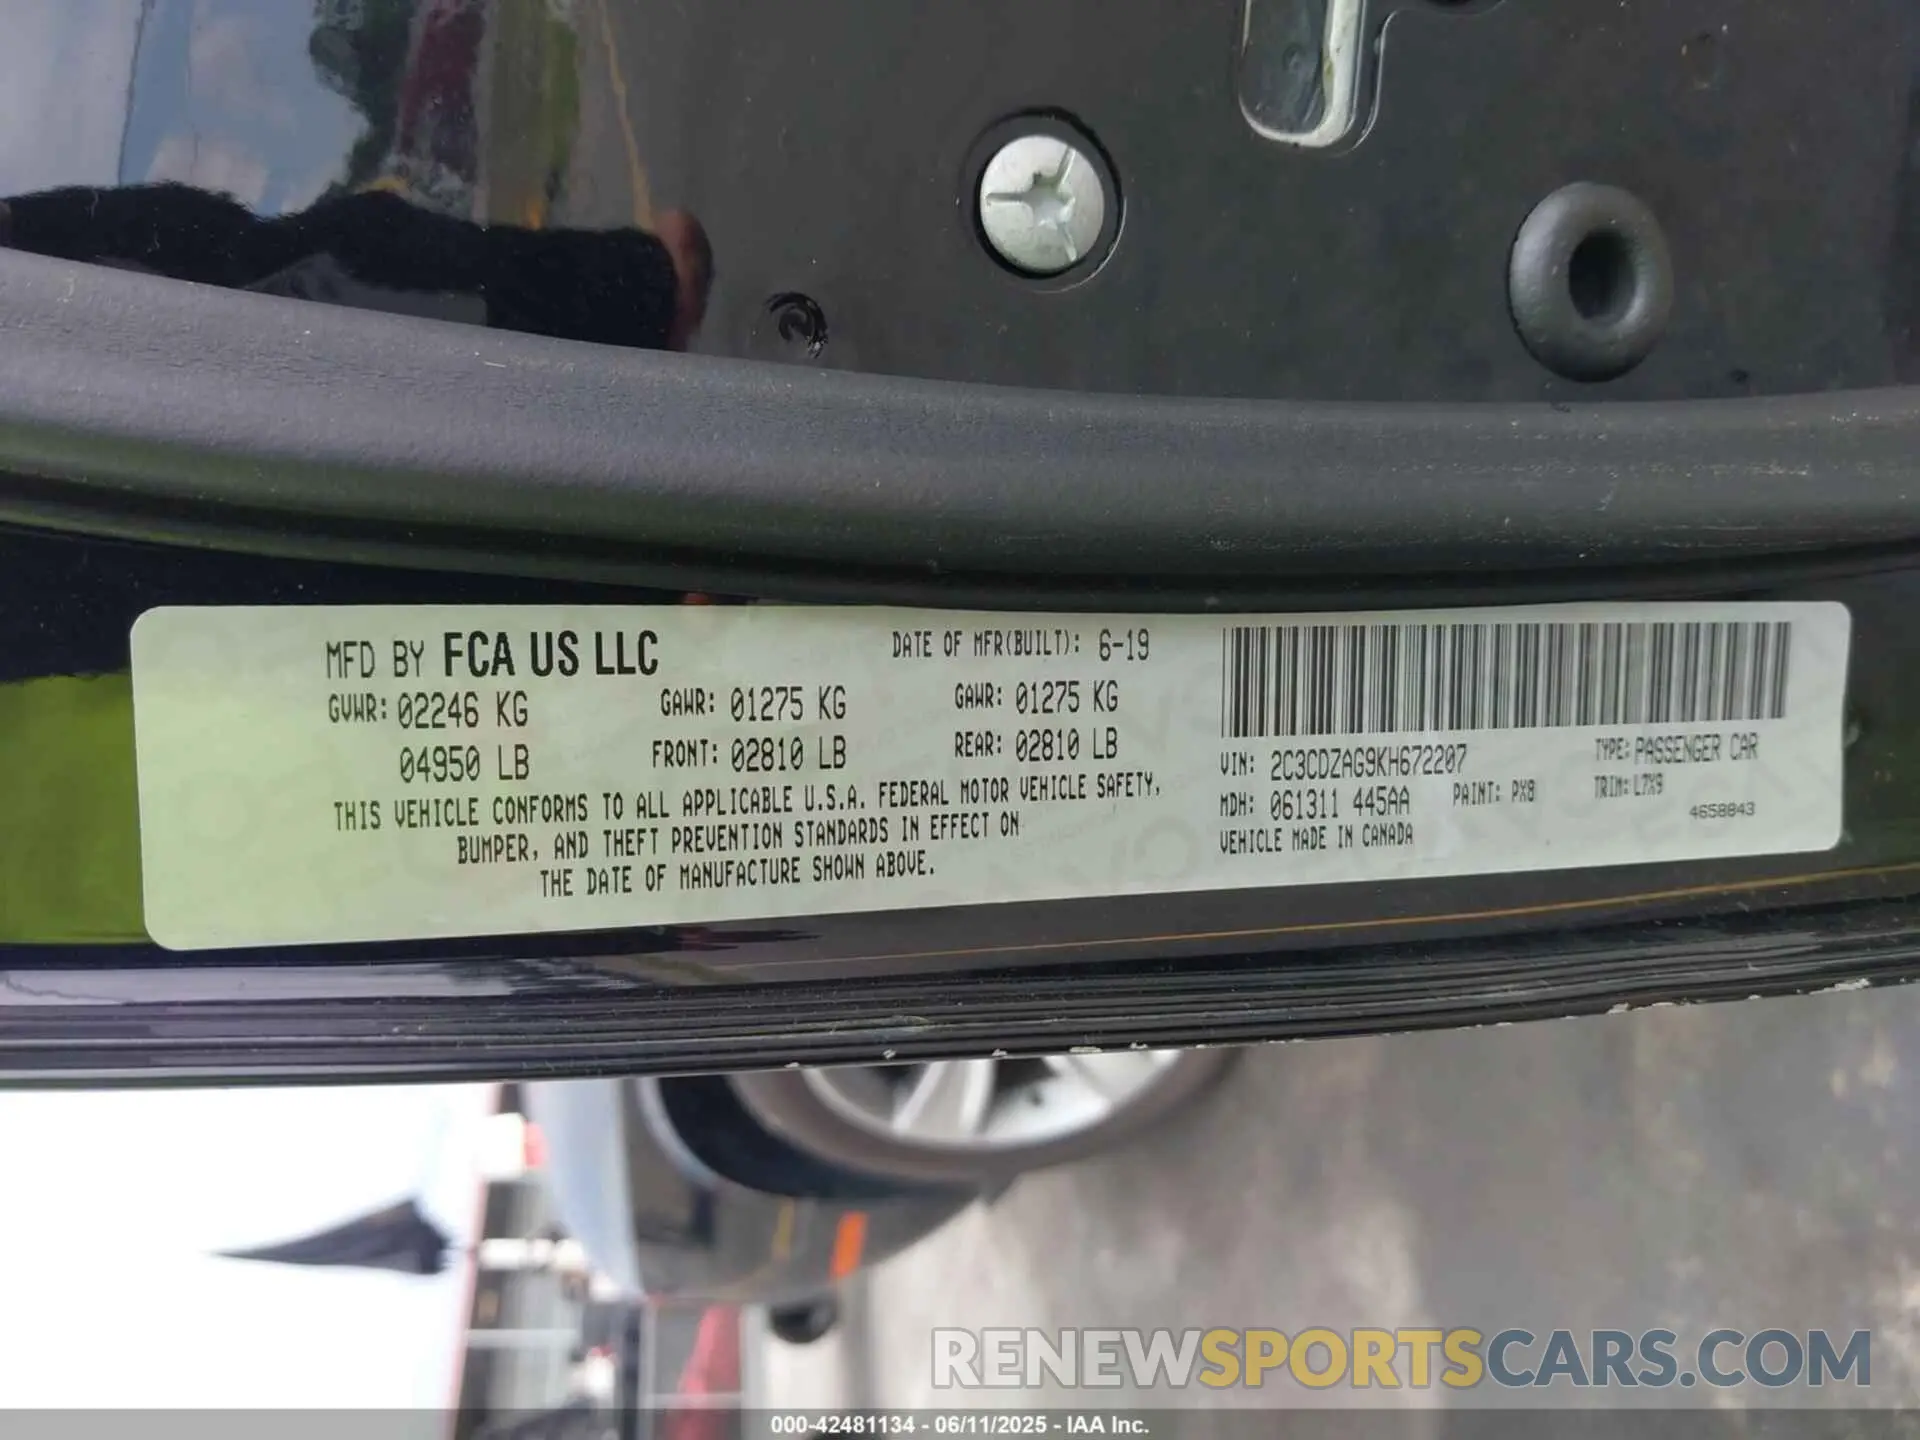 MFD BY FCA US LLC
DATE OF MFR(BUILT): 6-19
GVWR: 02246 KG
GAWR: 01275 KG
GAWR: 01275 KG
04950 LB
FRONT: 02810 LB
REAR: 02810 LB
THIS VEHICLE CONFORMS TO ALL APPLICABLE U.S.A. FEDERAL MOTOR VEHICLE SAFETY,
BUMPER, AND THEFT PREVENTION STANDARDS IN EFFECT ON
THE DATE OF MANUFACTURE SHOWN ABOVE.
VIN: 2C3CDZAG9KH672207
TYPE: PASSENGER CAR
MDH: 061311 445AA
PAINT: PX8
TRIM: L7X9
VEHICLE MADE IN CANADA
4658843
RENEWSPORTSCARS.COM
000-42481134 - 06/11/2025 - IAA Inc.